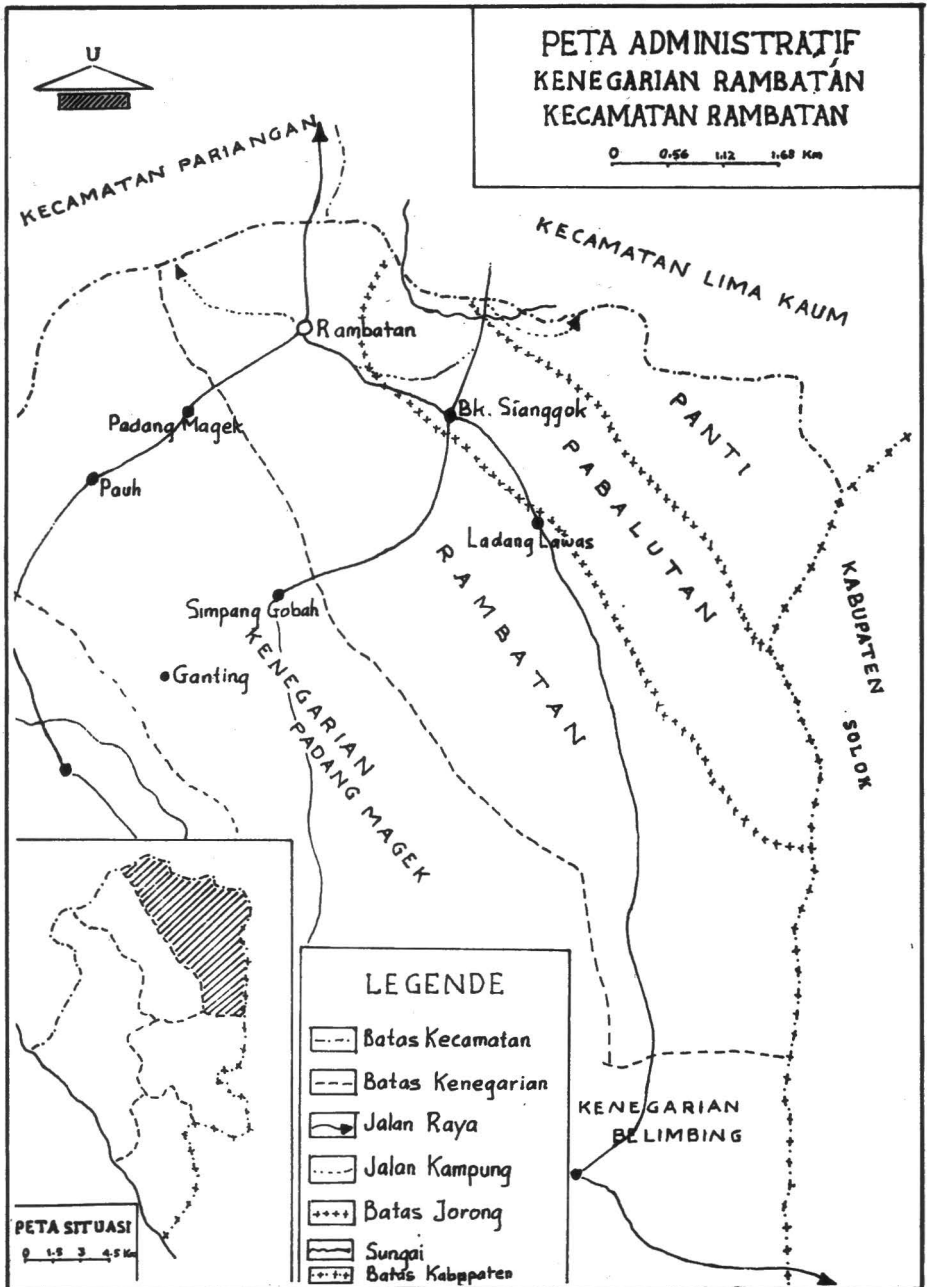 U
PETA ADMINISTRATIF
KENEGARIAN RAMBATAN
KECAMATAN RAMBATAN
0 0.56 1.12 1.68 Km
KECAMATAN PARIANGAN
KECAMATAN LIMA KAUM
Rambatan
Padang Magek
Bk. Sianggok
PANTI
Pauh
PABALUTAN
Ladang Lawas
RAMBATAN
KABUPATEN
SOLOK
Simpang Gobah
Ganting
KENEGARIAN
PADANG MAGEK
LEGENDE
Batas Kecamatan
Batas Kenegarian
Jalan Raya
Jalan Kampung
Batas Jorong
Sungai
Batas Kabupaten
KENEGARIAN
BELIMBING
PETA SITUASI
0 1.5 3 4.5 Km